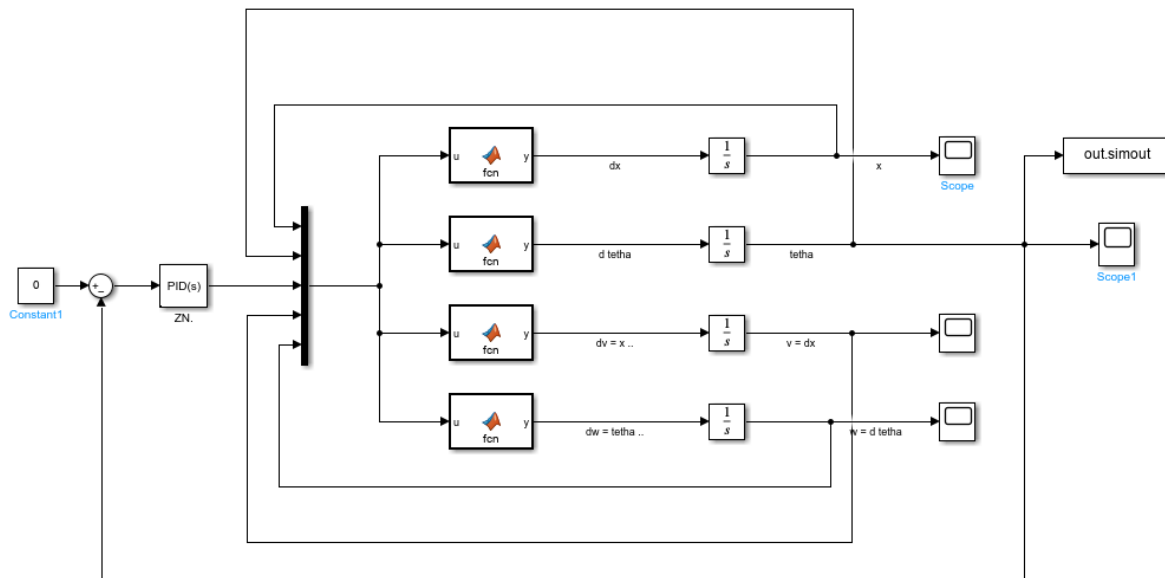 out.simout
u
y
fcn
dx
1
s
x
Scope
u
y
fcn
d tetha
1
s
tetha
Scope1
0
Constant1
+
−
PID(s)
ZN.
u
y
fcn
dv = x ..
1
s
v = dx
u
y
fcn
dw = tetha ..
1
s
w = d tetha